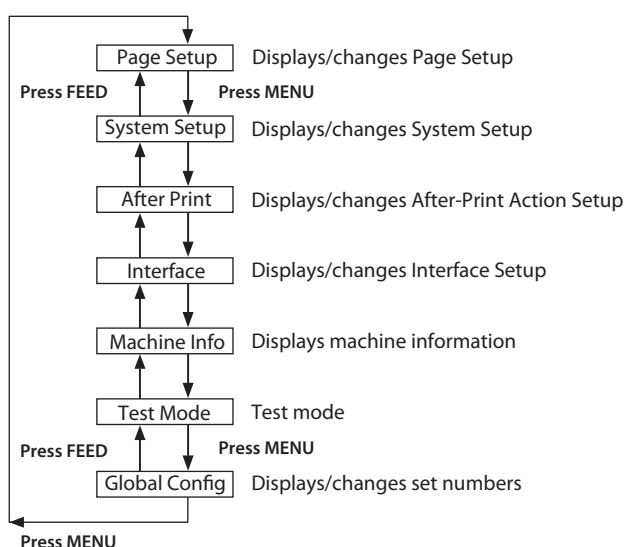 Page Setup Displays/changes Page Setup
Press FEED Press MENU
System Setup Displays/changes System Setup
After Print Displays/changes After-Print Action Setup
Interface Displays/changes Interface Setup
Machine Info Displays machine information
Test Mode Test mode
Press FEED Press MENU
Global Config Displays/changes set numbers
Press MENU